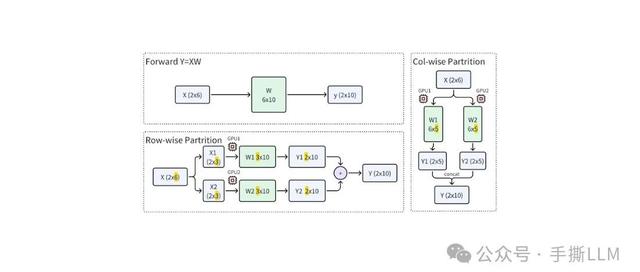 Forward Y=XW
X (2x6)
W
6x10
y (2x10)
Row-wise Partrition
X (2x6)
X1
(2x3)
GPU1
W1 3x10
Y1 2x10
X2
(2x3)
GPU2
W2 3x10
Y2 2x10
+
Y (2x10)
Col-wise Partrition
X (2x6)
GPU1
GPU2
W1
6x5
W2
6x5
Y1 (2x5)
Y2 (2x5)
concat
Y (2x10)
公众号 · 手撕LLM